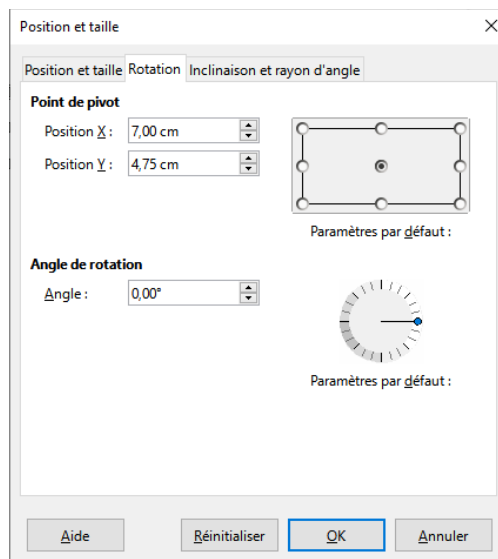 Position et taille
Position et taille Rotation Inclinaison et rayon d'angle
Point de pivot
Position X : 7,00 cm
Position Y : 4,75 cm
Paramètres par défaut :
Angle de rotation
Angle : 0,00°
Paramètres par défaut :
Aide Réinitialiser OK Annuler